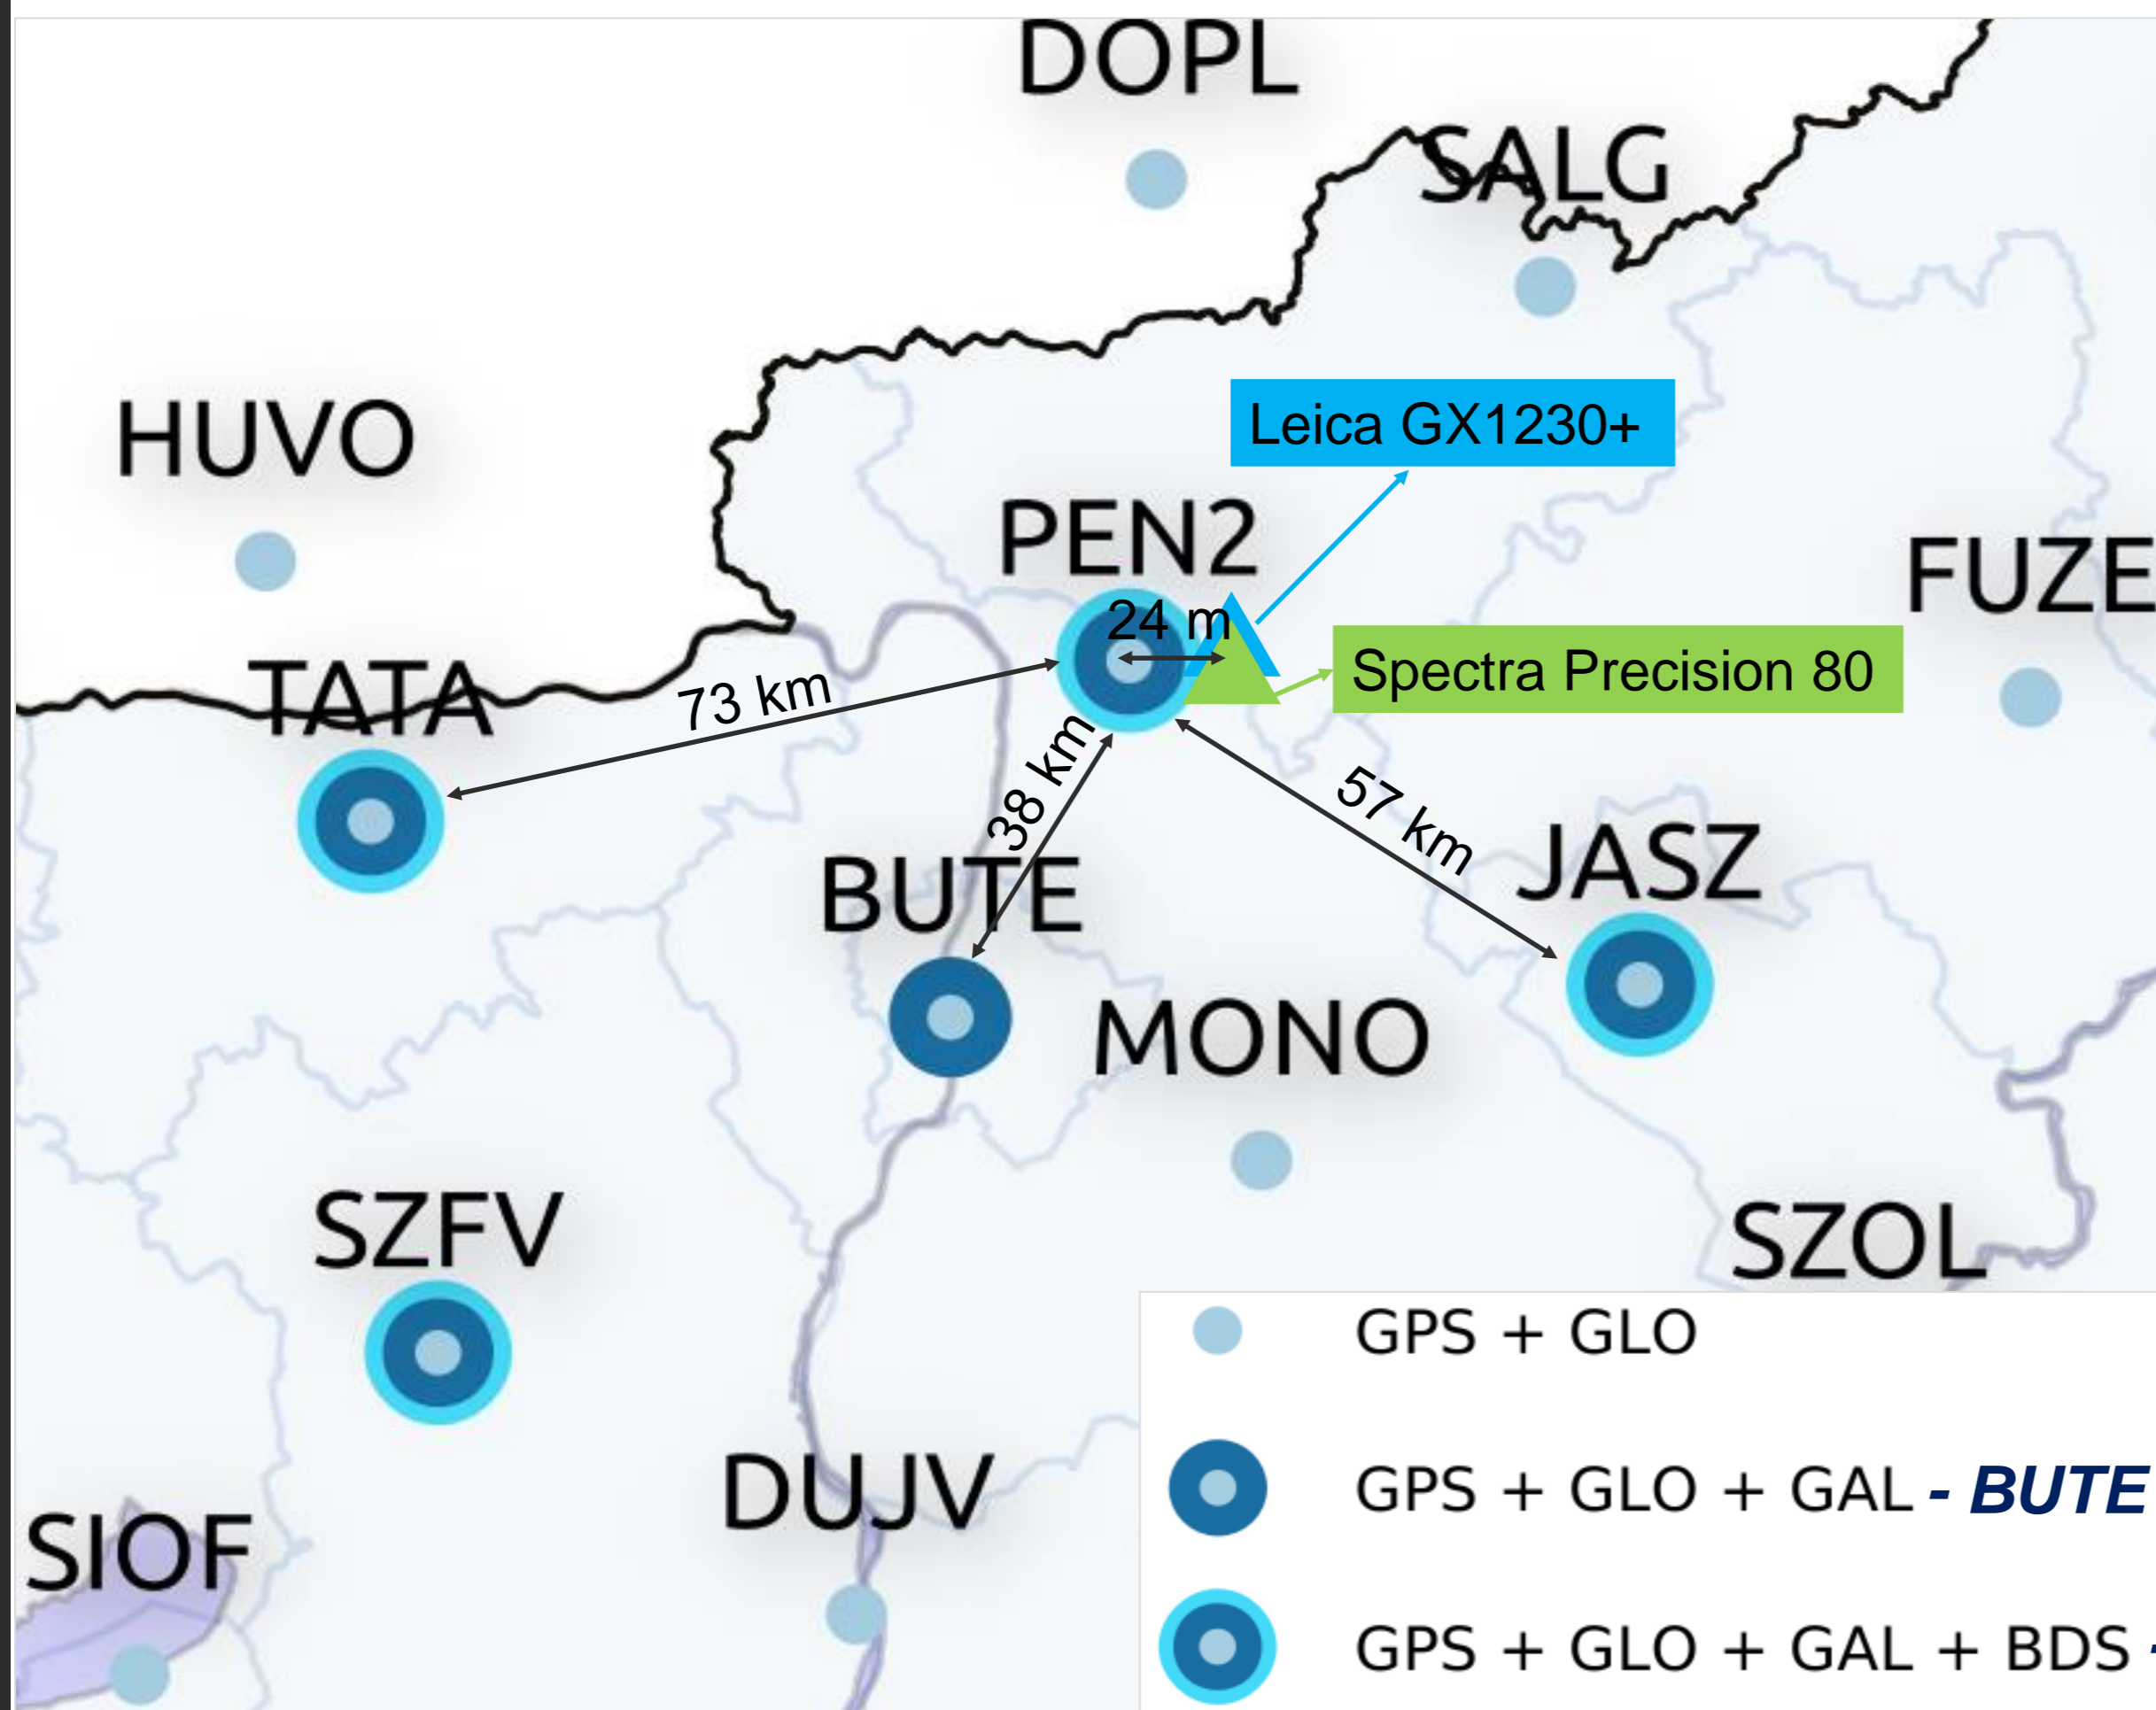 DOPL
SALG
HUVO
Leica GX1230+
PEN2
FUZE
24 m
Spectra Precision 80
TATA
73 km
38 km
57 km
BUTE
JASZ
MONO
SZFV
SZOL
DUJV
SIOF
GPS + GLO
GPS + GLO + GAL - BUTE
GPS + GLO + GAL + BDS -